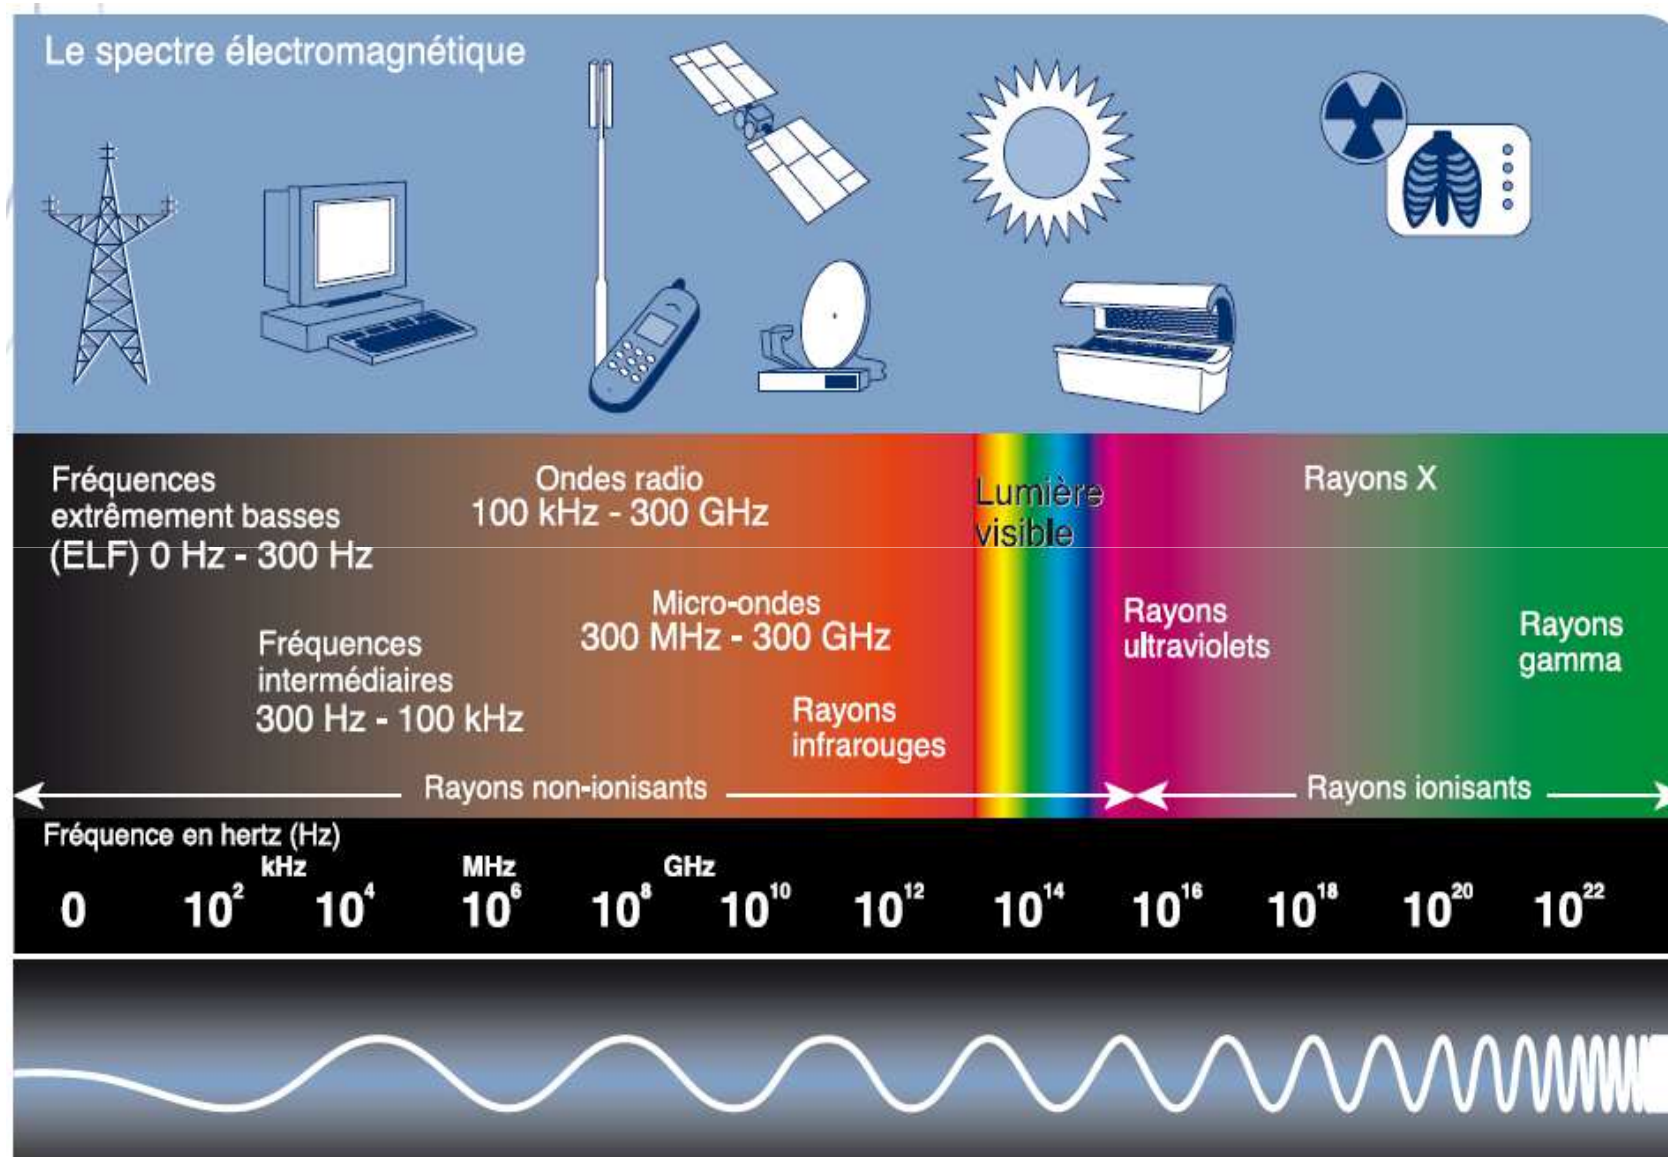 Le spectre électromagnétique
Fréquences
extrêmement basses
(ELF) 0 Hz - 300 Hz
Ondes radio
100 kHz - 300 GHz
Lumière
visible
Rayons X
Fréquences
intermédiaires
300 Hz - 100 kHz
Micro-ondes
300 MHz - 300 GHz
Rayons
infrarouges
Rayons
ultraviolets
Rayons
gamma
Rayons non-ionisants
Rayons ionisants
Fréquence en hertz (Hz)
kHz MHz GHz
0 10² 10⁴ 10⁶ 10⁸ 10¹⁰ 10¹² 10¹⁴ 10¹⁶ 10¹⁸ 10²⁰ 10²²